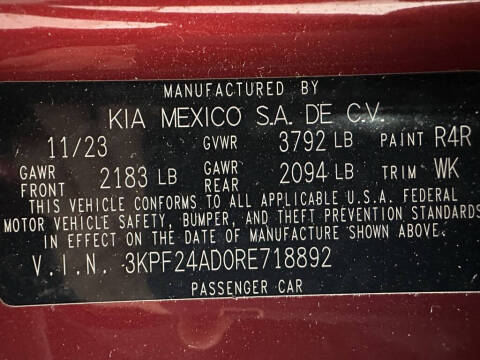 MANUFACTURED BY
KIA MEXICO S.A. DE C.V.
11/23 GVWR 3792 LB PAINT R4R
GAWR FRONT 2183 LB GAWR REAR 2094 LB TRIM WK
THIS VEHICLE CONFORMS TO ALL APPLICABLE U.S.A. FEDERAL
MOTOR VEHICLE SAFETY, BUMPER, AND THEFT PREVENTION STANDARDS
IN EFFECT ON THE DATE OF MANUFACTURE SHOWN ABOVE.
V.I.N. 3KPF24AD0RE718892
PASSENGER CAR